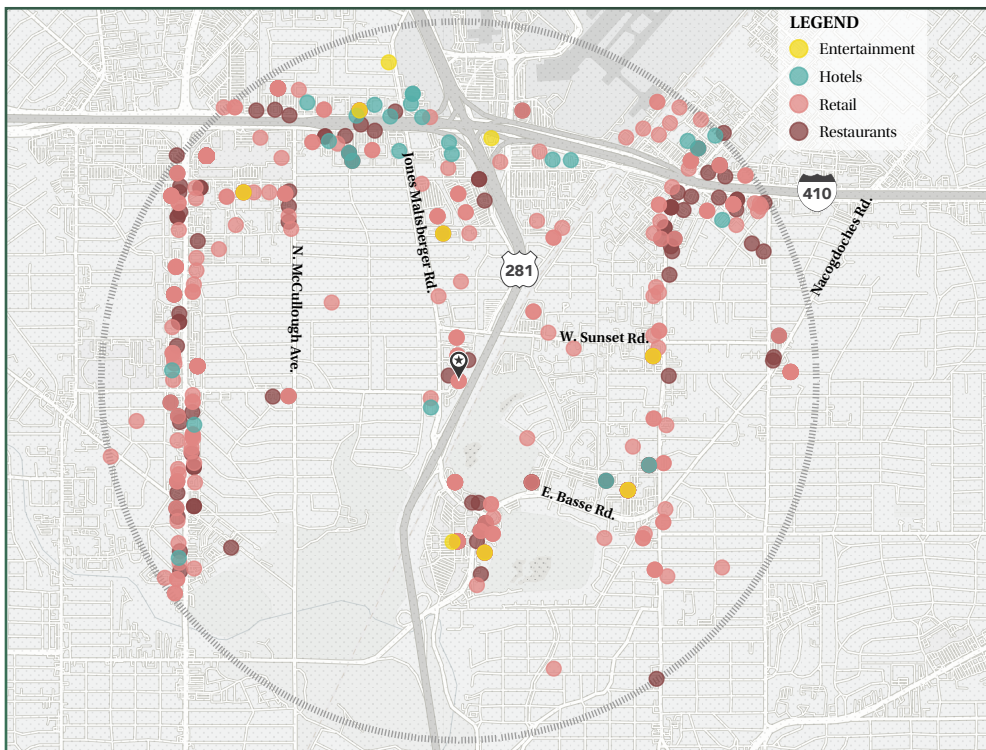 LEGEND
Entertainment
Hotels
Retail
Restaurants
410
Jones Maltsberger Rd.
Nacogdoches Rd.
N. McCullough Ave.
281
W. Sunset Rd.
E. Basse Rd.